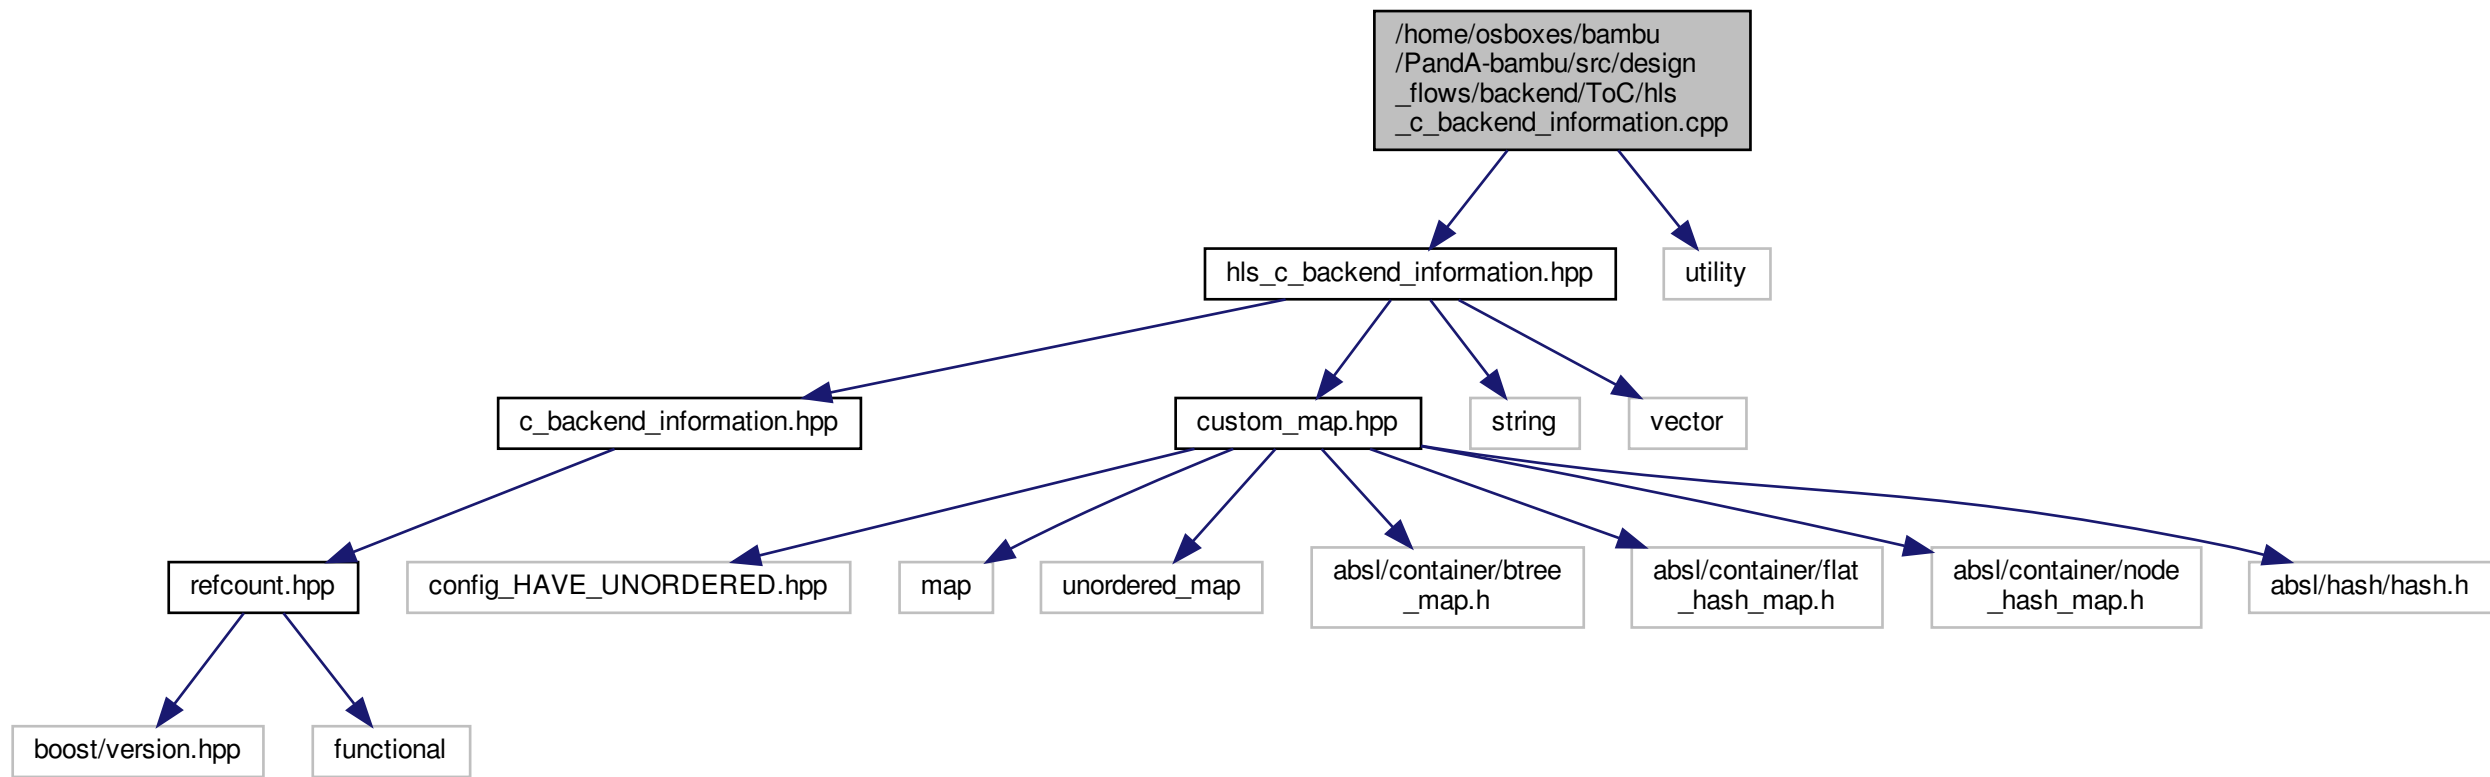 /home/osboxes/bambu
/PandA-bambu/src/design
_flows/backend/ToC/hls
_c_backend_information.cpp
hls_c_backend_information.hpp
utility
c_backend_information.hpp
custom_map.hpp
string
vector
refcount.hpp
config_HAVE_UNORDERED.hpp
map
unordered_map
absl/container/btree
_map.h
absl/container/flat
_hash_map.h
absl/container/node
_hash_map.h
absl/hash/hash.h
boost/version.hpp
functional